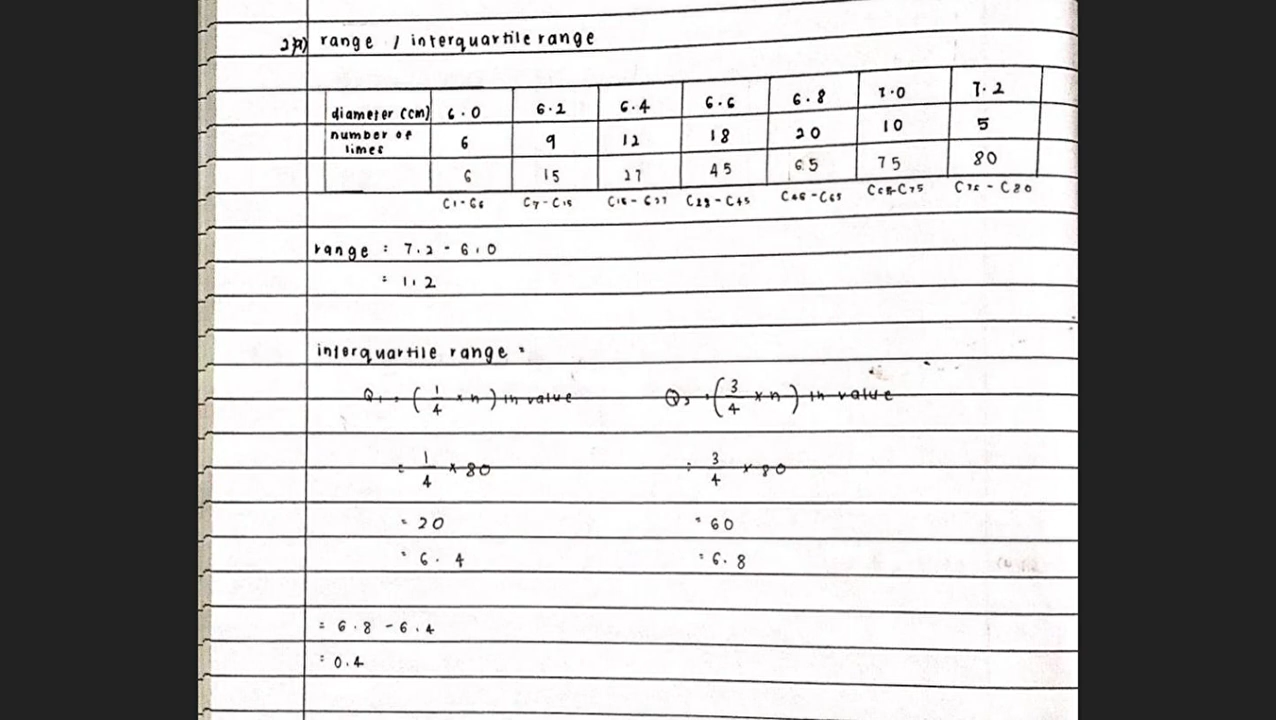 2)a) range / interquartile range
diameter (cm) 6.0 6.2 6.4 6.6 6.8 7.0 7.2
number of limes 6 9 12 18 20 10 5
6 15 27 45 65 75 80
C1-C6 C7-C15 C16-C27 C28-C45 C46-C65 C66-C75 C76-C80
range = 7.2 - 6.0
= 1.2
interquartile range =
Q1 = (1/4 × n) th value Q3 = (3/4 × n) th value
= 1/4 × 80 = 3/4 × 80
= 20 = 60
= 6.4 = 6.8
= 6.8 - 6.4
= 0.4